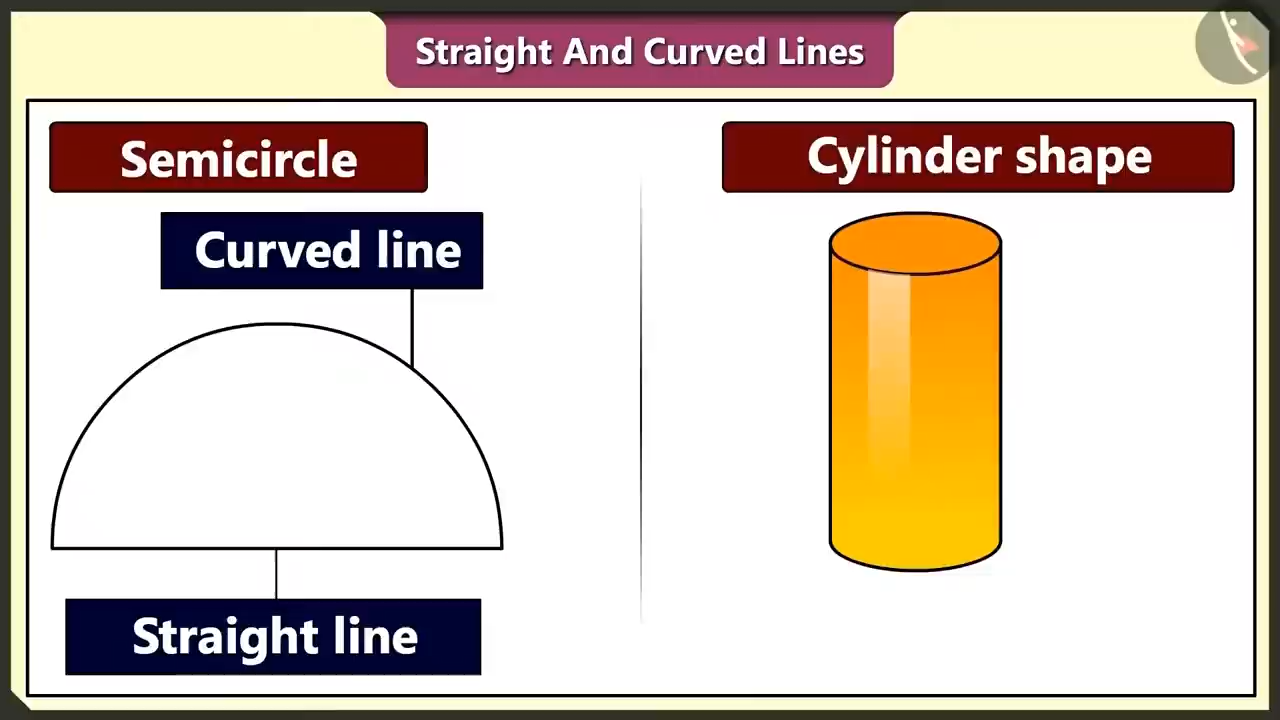 Straight And Curved Lines
Semicircle
Cylinder shape
Curved line
Straight line